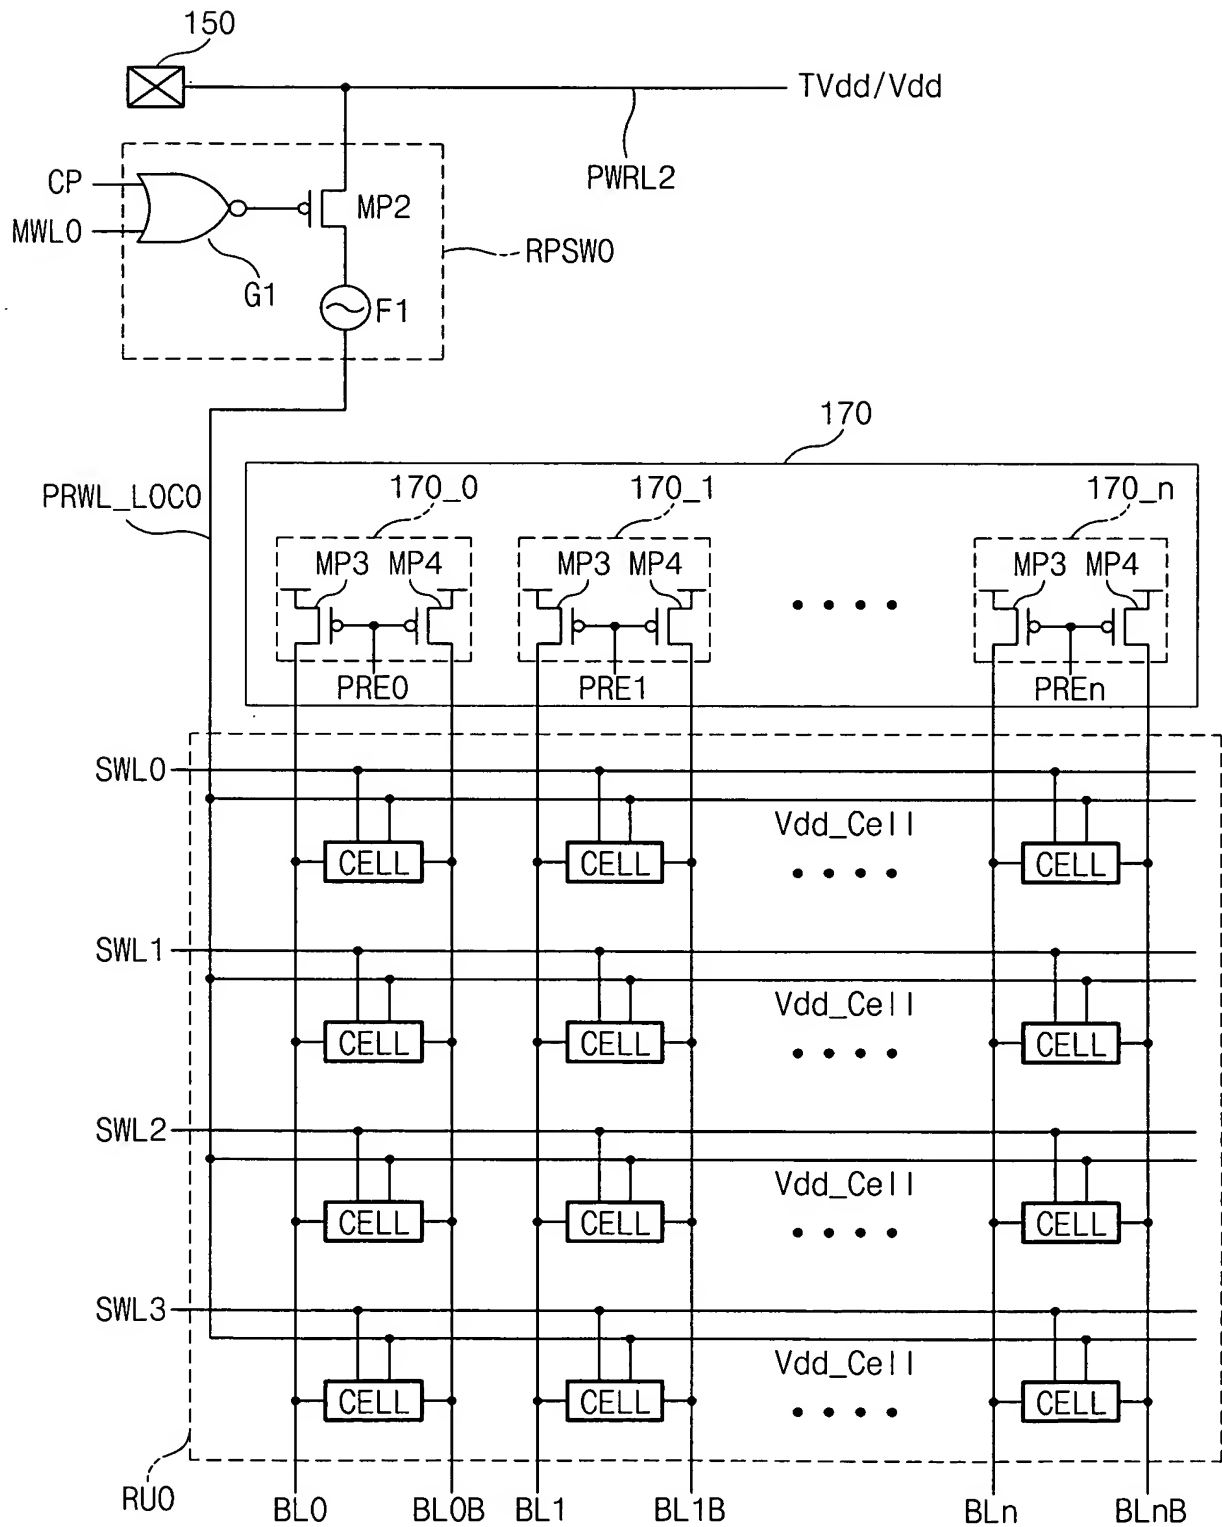 150
TVdd/Vdd
PWRL2
CP
MWL0
MP2
RPSW0
G1
F1
170
PRWL_LOC0
170_0 170_1 170_n
MP3 MP4 MP3 MP4 MP3 MP4
PRE0 PRE1 PREn
SWL0
Vdd_Cell
CELL CELL CELL
SWL1
Vdd_Cell
CELL CELL CELL
SWL2
Vdd_Cell
CELL CELL CELL
SWL3
Vdd_Cell
CELL CELL CELL
RU0
BL0 BL0B BL1 BL1B BLn BLnB